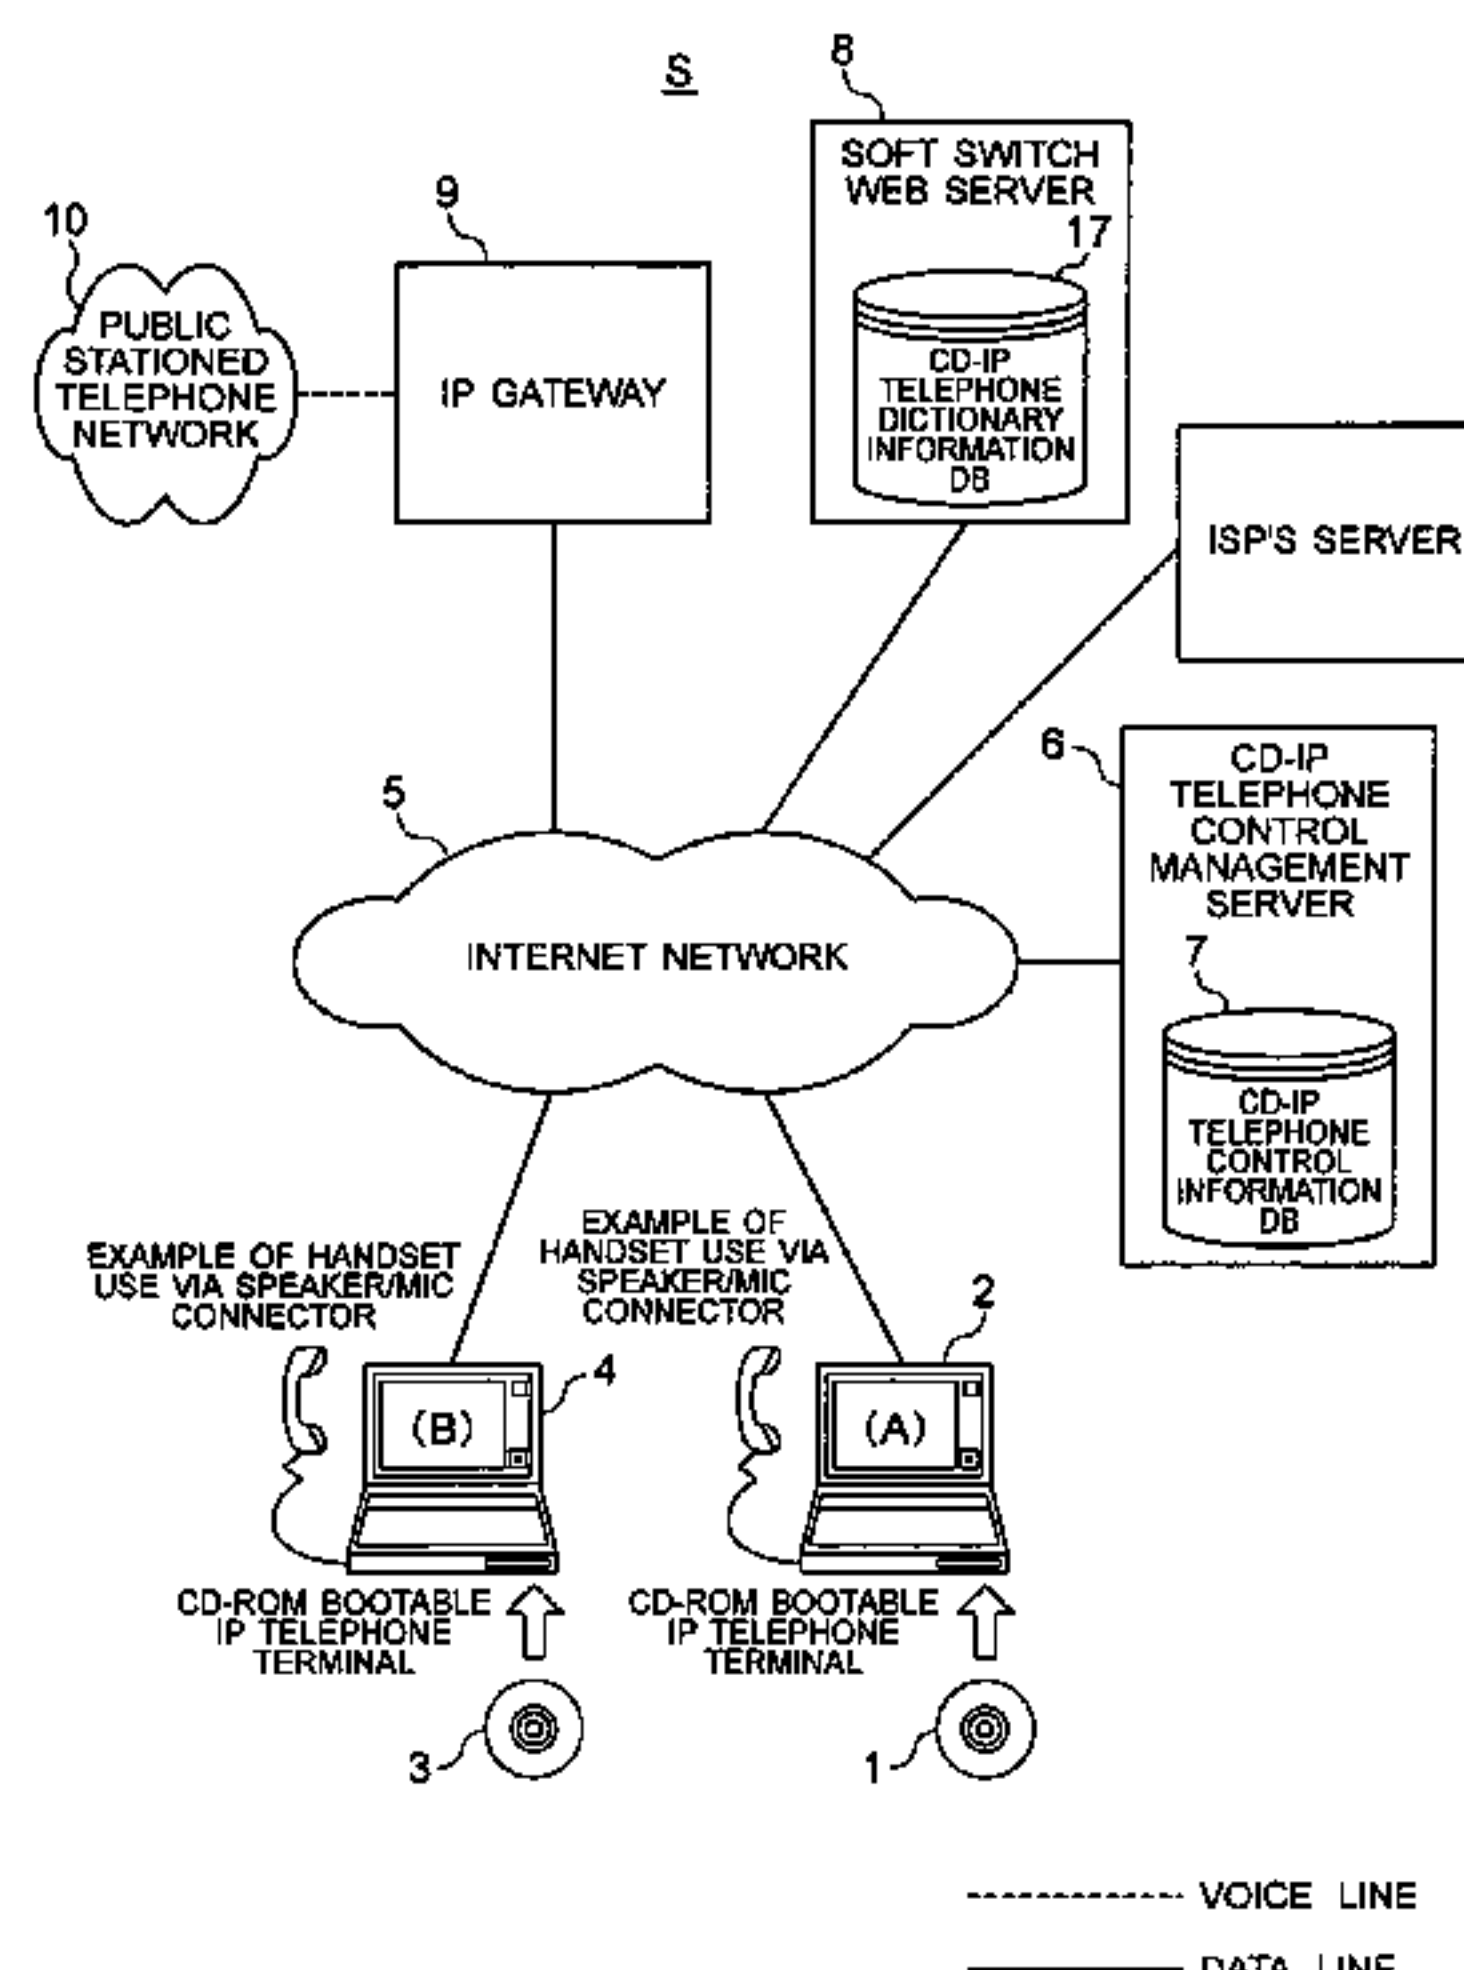 S
8
SOFT SWITCH
WEB SERVER
17
CD-IP
TELEPHONE
DICTIONARY
INFORMATION
DB
9
IP GATEWAY
10
PUBLIC
STATIONED
TELEPHONE
NETWORK
ISP'S SERVER
6
CD-IP
TELEPHONE
CONTROL
MANAGEMENT
SERVER
7
CD-IP
TELEPHONE
CONTROL
INFORMATION
DB
5
INTERNET NETWORK
EXAMPLE OF HANDSET
USE VIA SPEAKER/MIC
CONNECTOR
EXAMPLE OF
HANDSET USE VIA
SPEAKER/MIC
CONNECTOR
4
(B)
2
(A)
CD-ROM BOOTABLE
IP TELEPHONE
TERMINAL
CD-ROM BOOTABLE
IP TELEPHONE
TERMINAL
3
1
VOICE LINE
DATA LINE